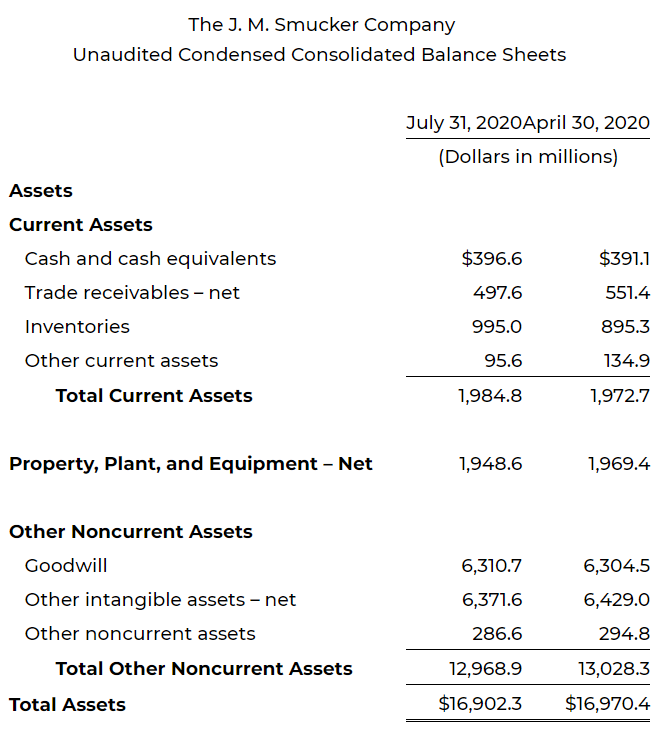 The J. M. Smucker Company
Unaudited Condensed Consolidated Balance Sheets
July 31, 2020 April 30, 2020
(Dollars in millions)
Assets
Current Assets
Cash and cash equivalents $396.6 $391.1
Trade receivables – net 497.6 551.4
Inventories 995.0 895.3
Other current assets 95.6 134.9
Total Current Assets 1,984.8 1,972.7
Property, Plant, and Equipment – Net 1,948.6 1,969.4
Other Noncurrent Assets
Goodwill 6,310.7 6,304.5
Other intangible assets – net 6,371.6 6,429.0
Other noncurrent assets 286.6 294.8
Total Other Noncurrent Assets 12,968.9 13,028.3
Total Assets $16,902.3 $16,970.4